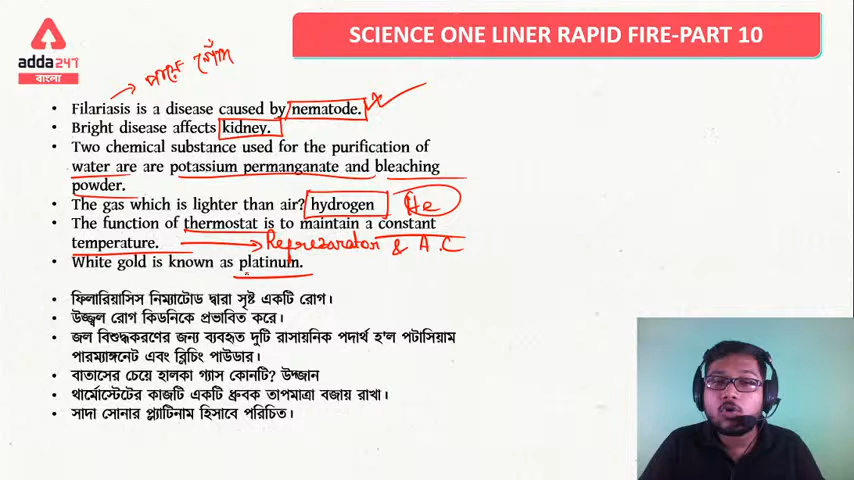 adda247
বাংলা
SCIENCE ONE LINER RAPID FIRE-PART 10
• Filariasis is a disease caused by nematode.
• Bright disease affects kidney.
• Two chemical substance used for the purification of
water are are potassium permanganate and bleaching
powder.
• The gas which is lighter than air? hydrogen He
• The function of thermostat is to maintain a constant
temperature. Reprezarator & A.C
• White gold is known as platinum.
• ফিলারিয়াসিস নিম্যাটোড দ্বারা সৃষ্ট একটি রোগ।
• উজ্জ্বল রোগ কিডনিকে প্রভাবিত করে।
• জল বিশুদ্ধকরণের জন্য ব্যবহৃত দুটি রাসায়নিক পদার্থ হ'ল পটাসিয়াম
পারম্যাঙ্গনেট এবং ব্লিচিং পাউডার।
• বাতাসের চেয়ে হালকা গ্যাস কোনটি? উদ্জান
• থার্মোস্টেটের কাজটি একটি ধ্রুবক তাপমাত্রা বজায় রাখা।
• সাদা সোনার প্ল্যাটিনাম হিসাবে পরিচিত।